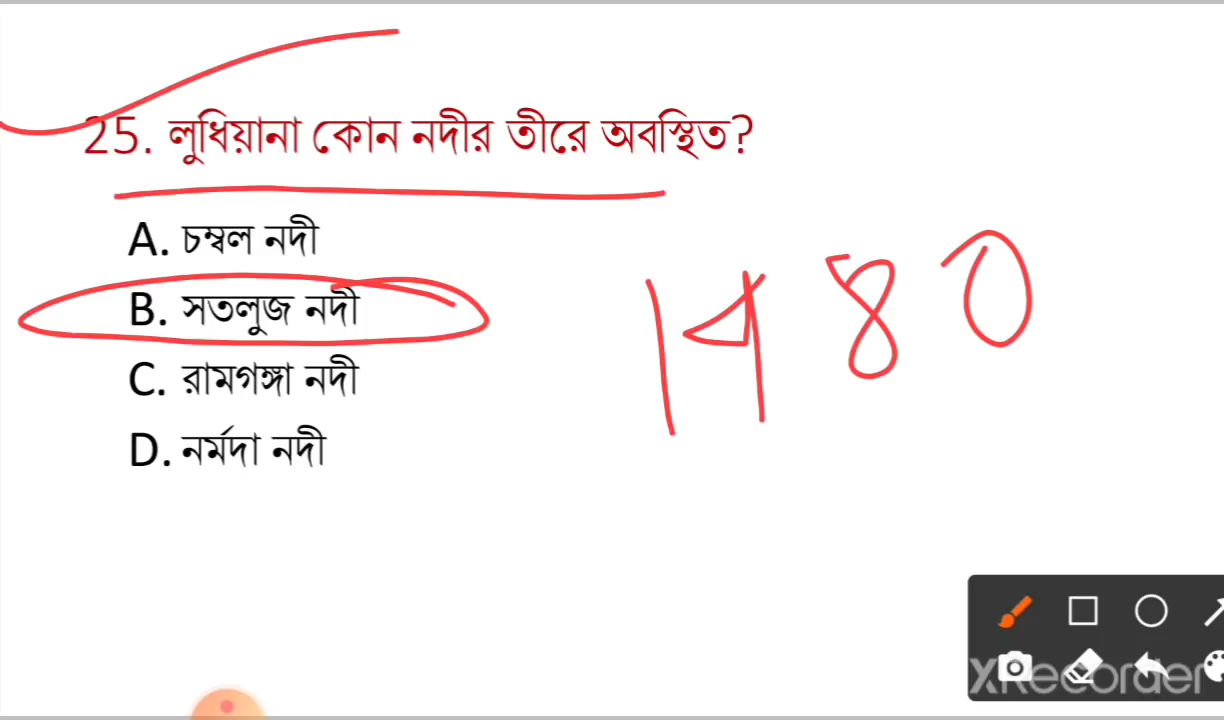 25. লুধিয়ানা কোন নদীর তীরে অবস্থিত?
A. চম্বল নদী
B. সতলুজ নদী
C. রামগঙ্গা নদী
D. নর্মদা নদী
1480
XRecorder